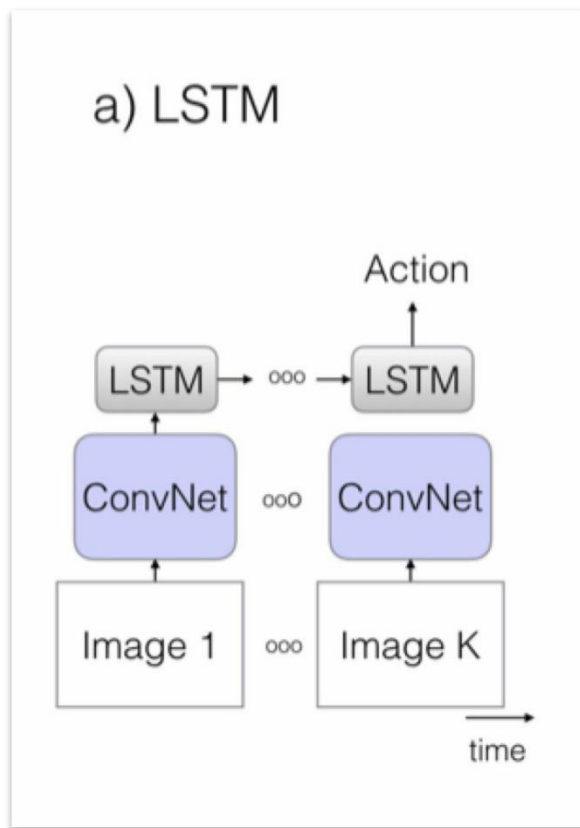 a) LSTM
Action
LSTM ooo LSTM
ConvNet ooo ConvNet
Image 1 ooo Image K
time